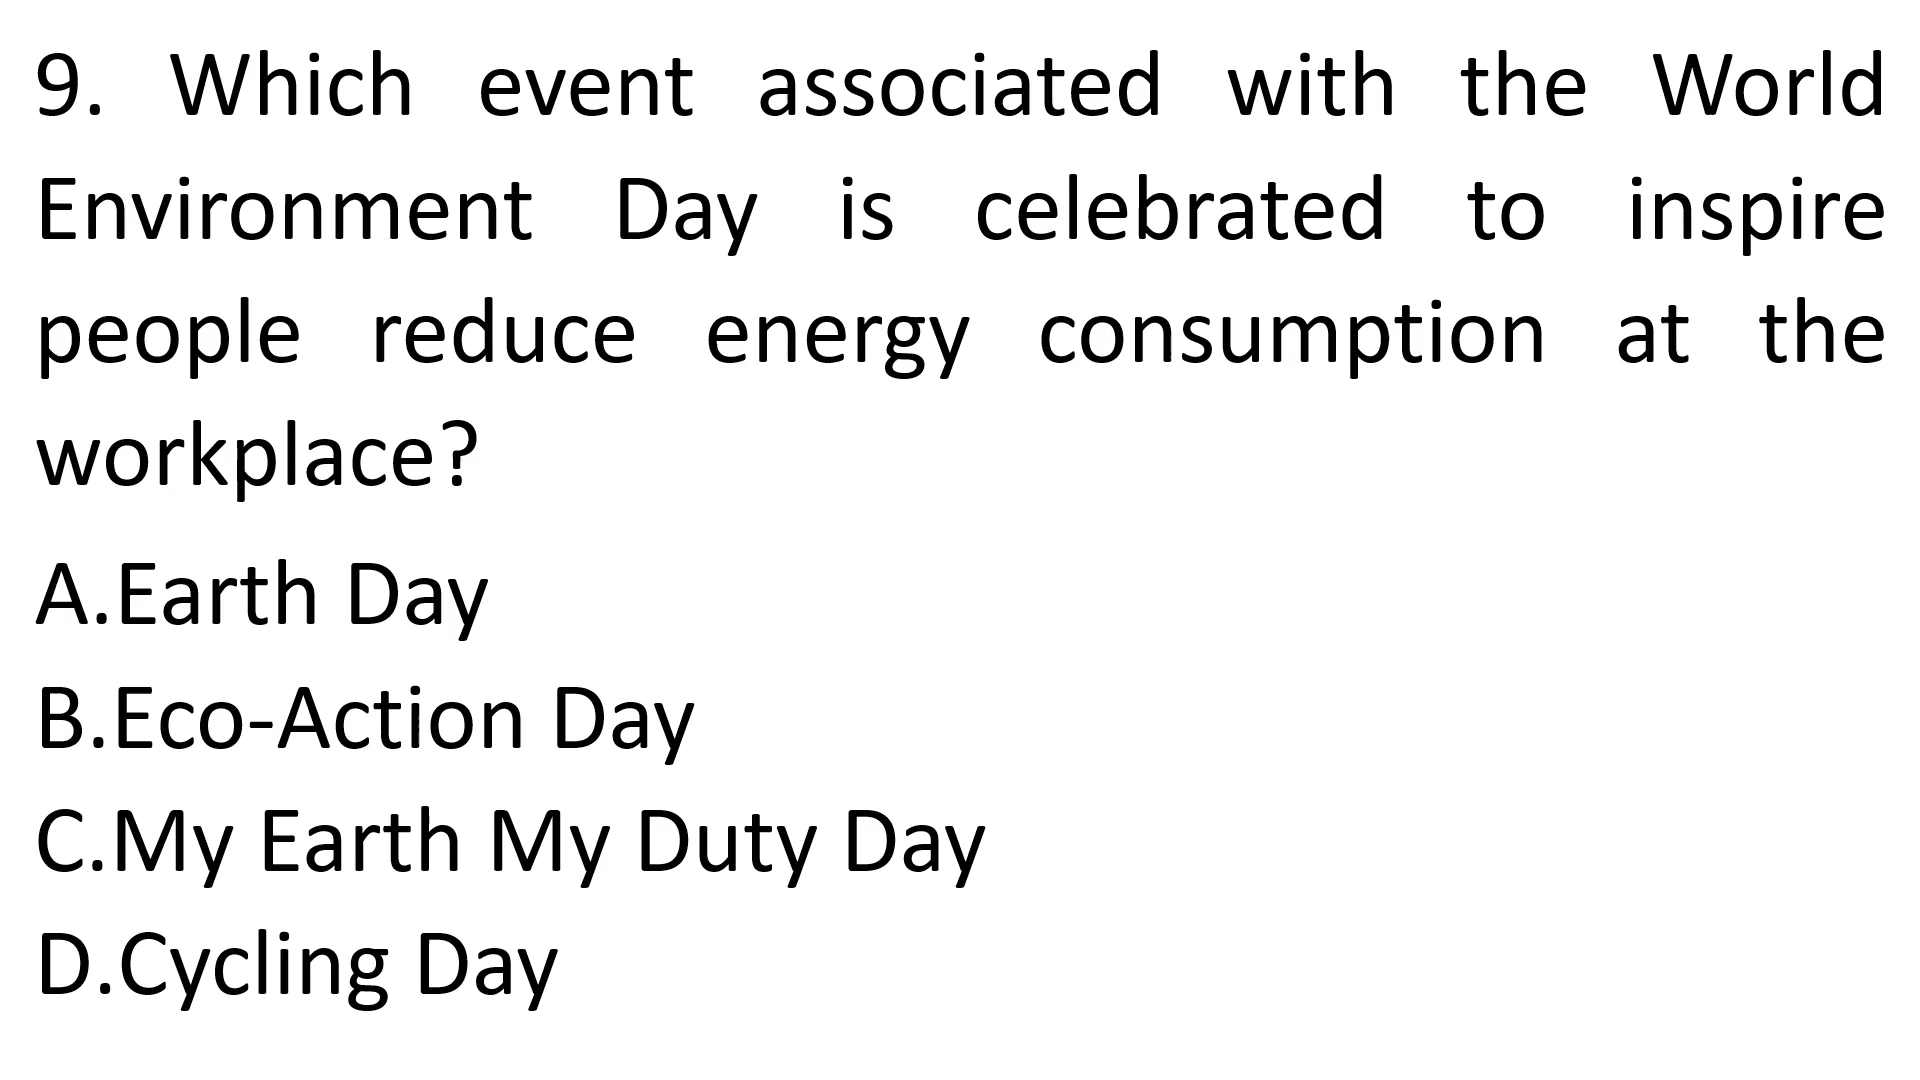 9. Which event associated with the World
Environment Day is celebrated to inspire
people reduce energy consumption at the
workplace?
A.Earth Day
B.Eco-Action Day
C.My Earth My Duty Day
D.Cycling Day